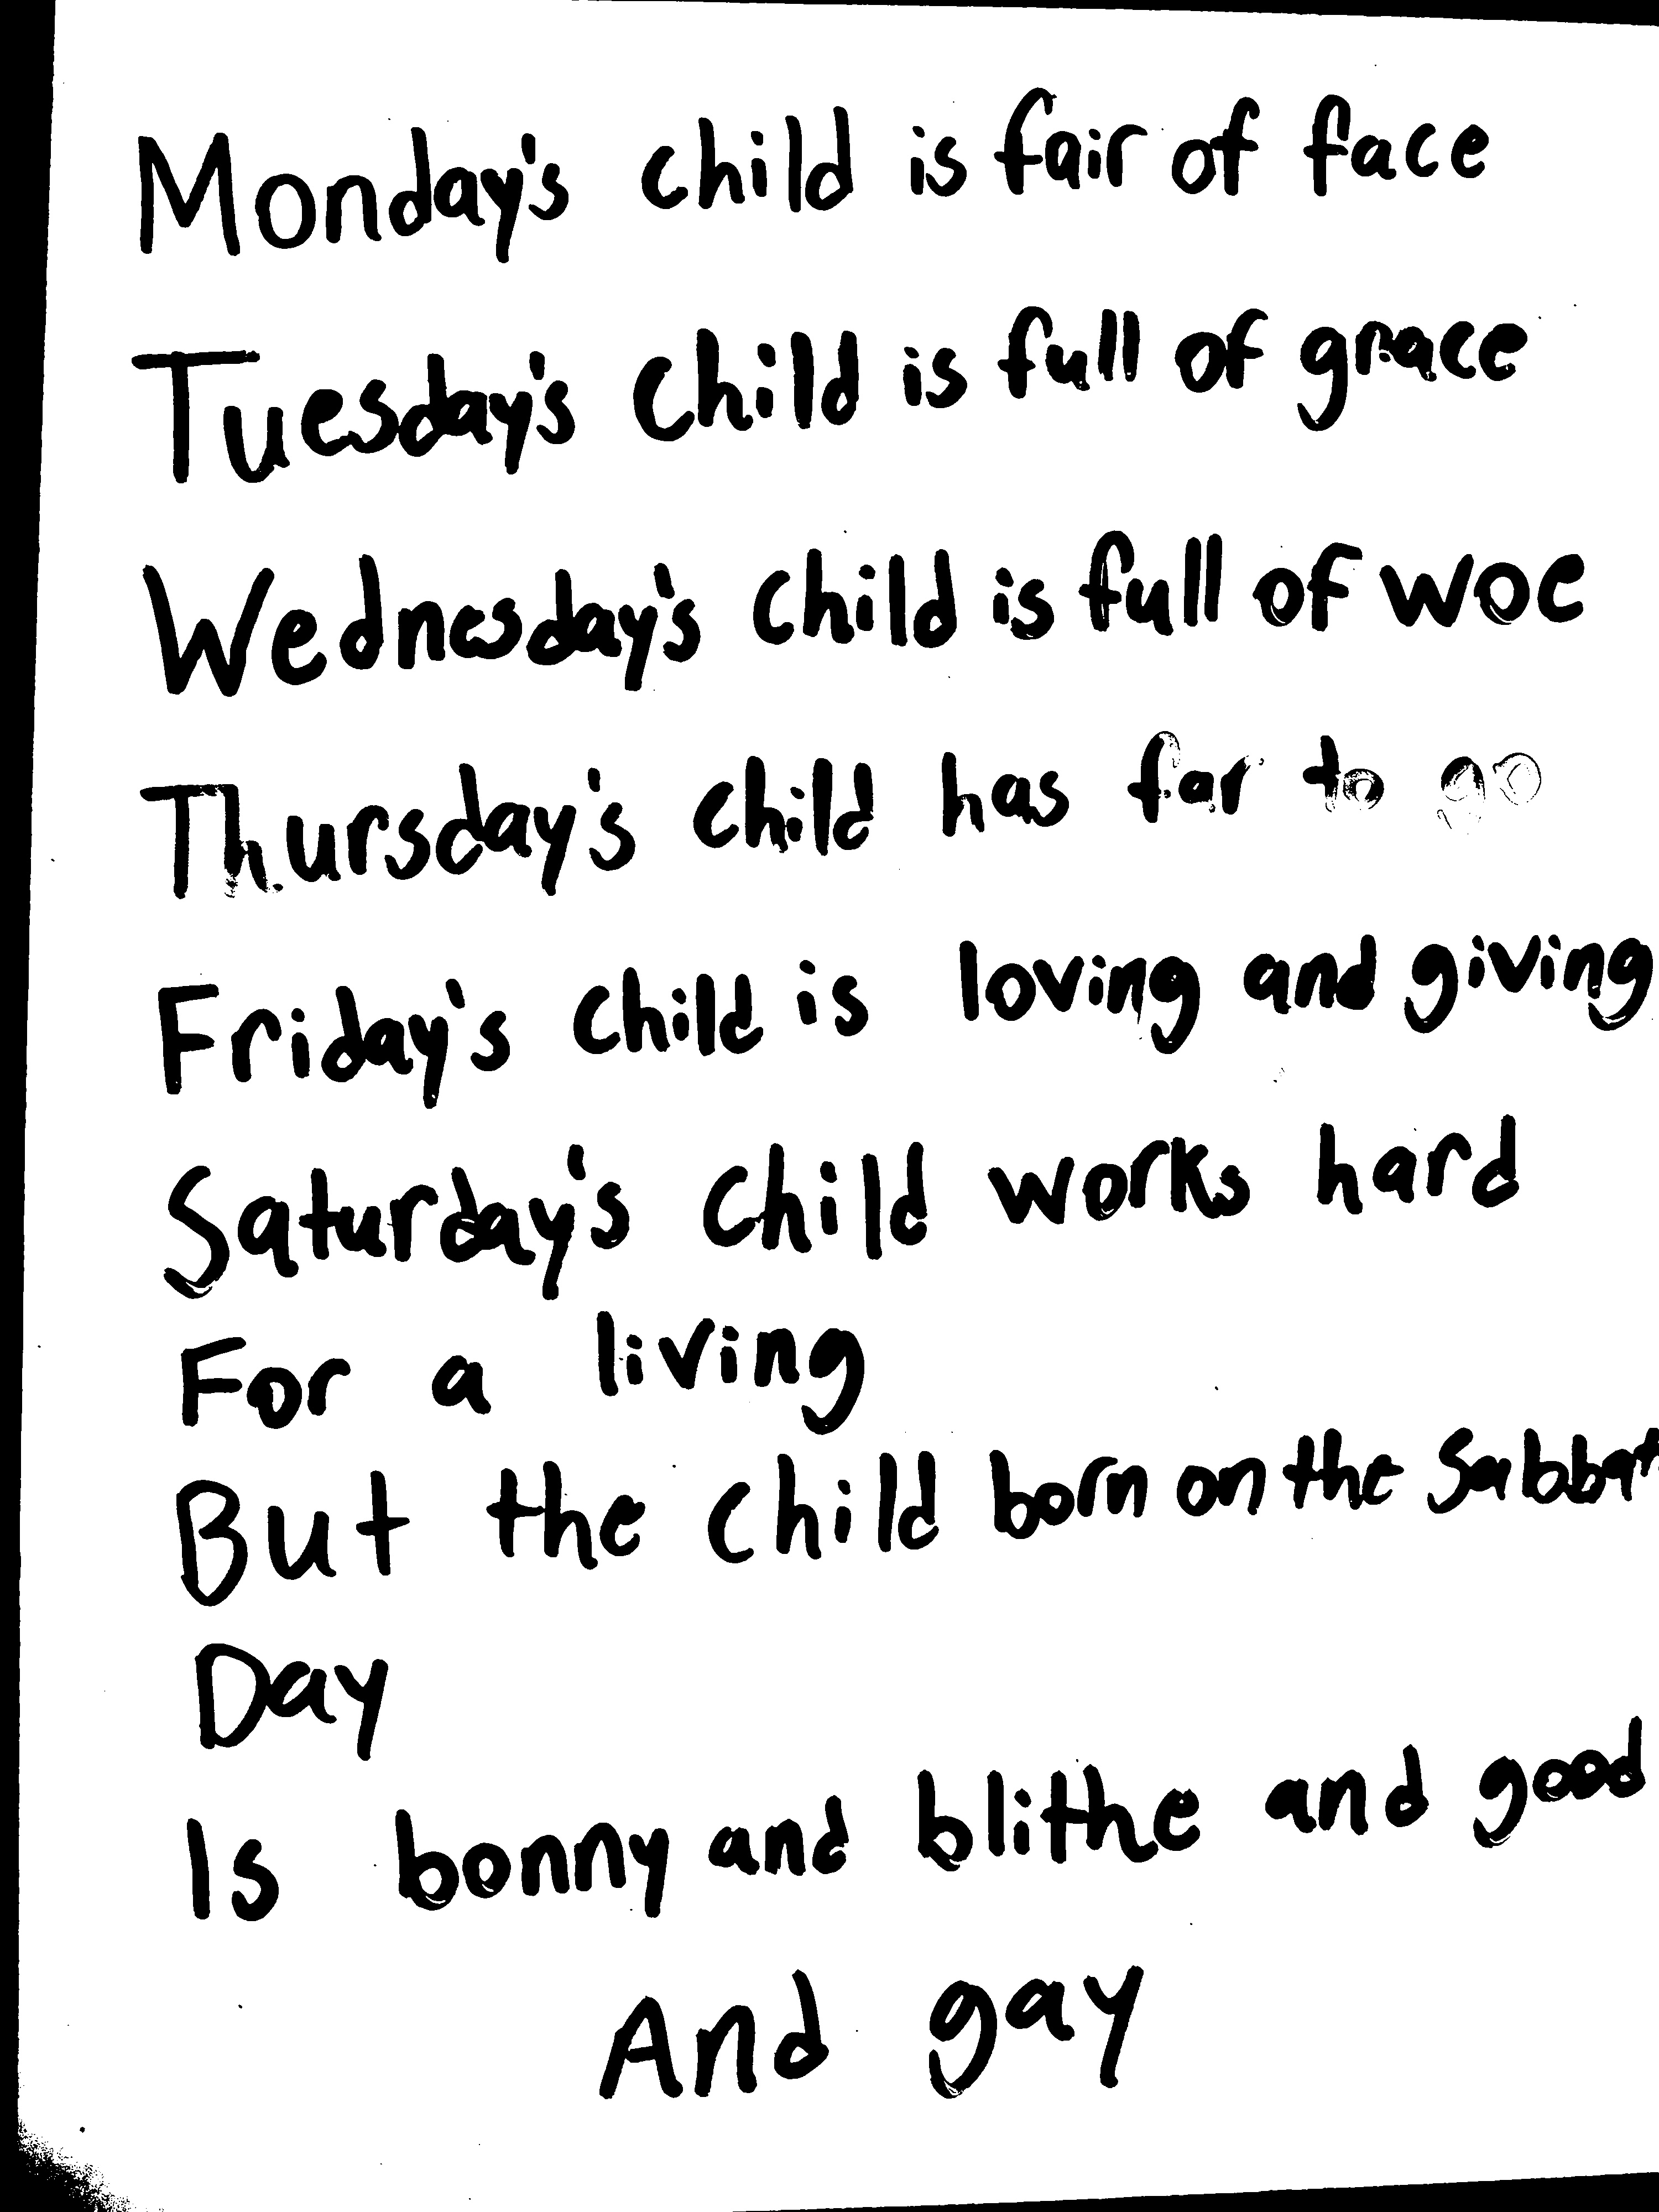 Monday's child is fair of face
Tuesday's child is full of grace
Wednesday's child is full of woe
Thursday's child has far to go
Friday's child is loving and giving
Saturday's child works hard
For a living
But the child born on the Sabbath
Day
Is bonny and blithe and good
And gay